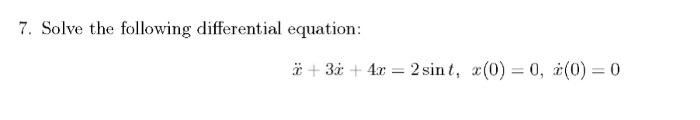 7. Solve the following differential equation:
ẍ + 3ẋ + 4x = 2 sin t, x(0) = 0, ẋ(0) = 0